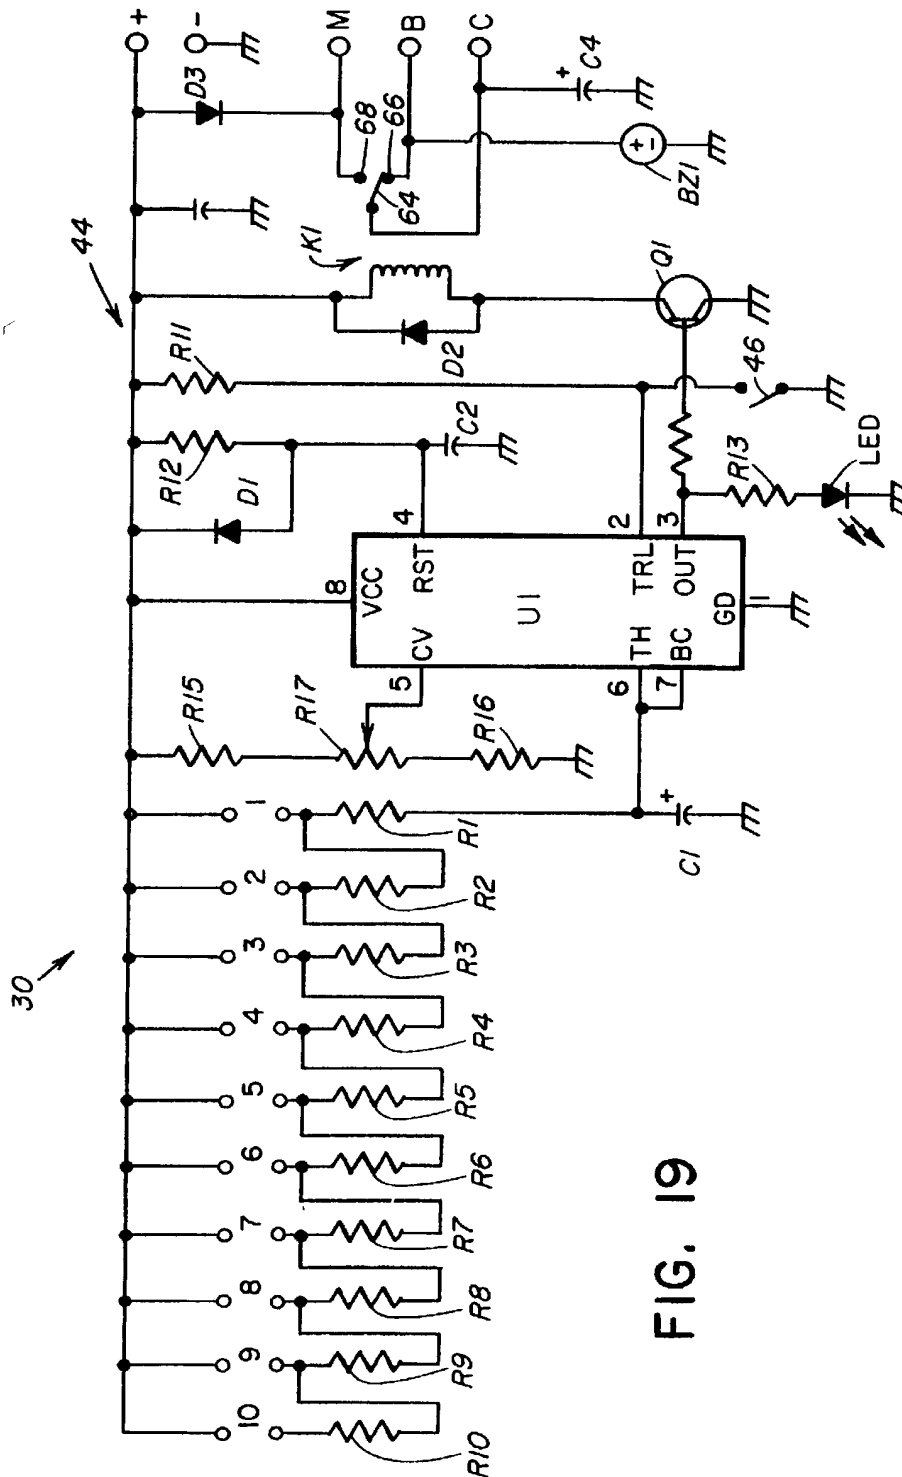 FIG. 19
30
44
+
-
M
B
C
D3
C4
68
66
64
BZ1
K1
Q1
D2
46
R11
R12
D1
C2
R13
LED
8
VCC
4
RST
CV
5
U1
2
TRL
3
OUT
TH
6
BC
7
GD
1
R15
R17
R16
C1
+
+
±
1
2
3
4
5
6
7
8
9
10
R1
R2
R3
R4
R5
R6
R7
R8
R9
R10